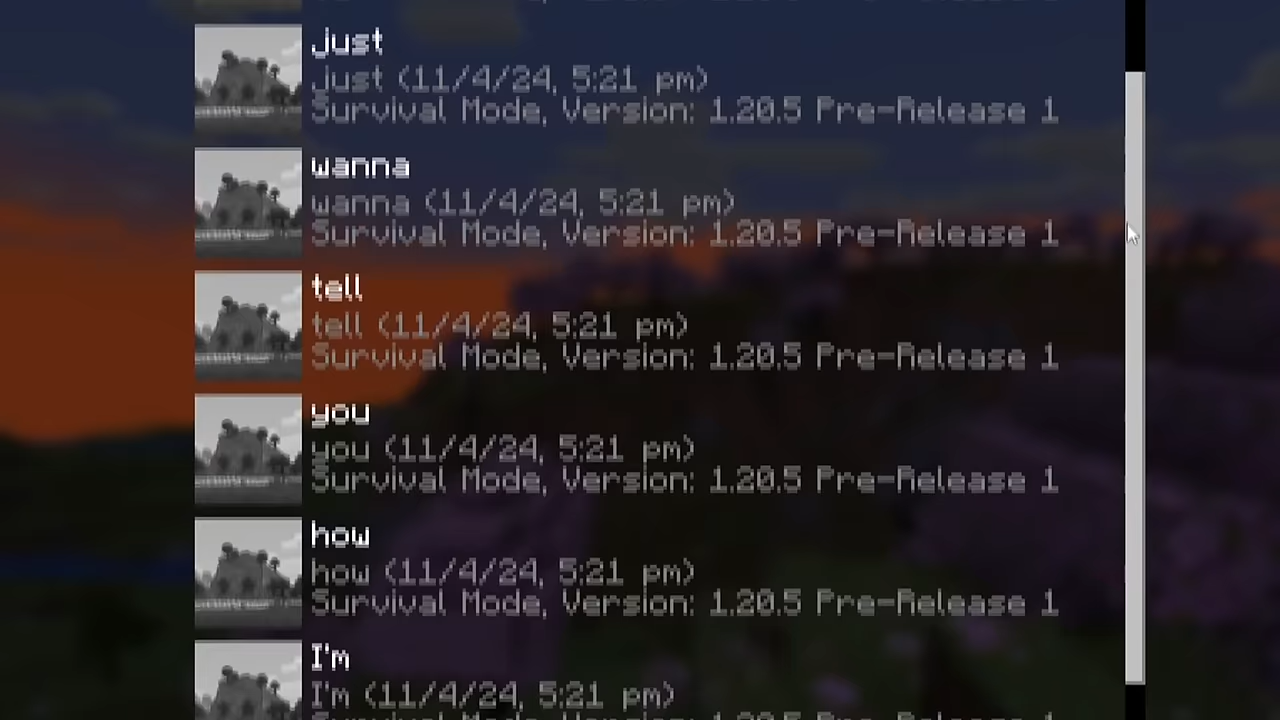 just
just (11/4/24, 5:21 pm)
Survival Mode, Version: 1.20.5 Pre-Release 1
wanna
wanna (11/4/24, 5:21 pm)
Survival Mode, Version: 1.20.5 Pre-Release 1
tell
tell (11/4/24, 5:21 pm)
Survival Mode, Version: 1.20.5 Pre-Release 1
you
you (11/4/24, 5:21 pm)
Survival Mode, Version: 1.20.5 Pre-Release 1
how
how (11/4/24, 5:21 pm)
Survival Mode, Version: 1.20.5 Pre-Release 1
I'm
I'm (11/4/24, 5:21 pm)